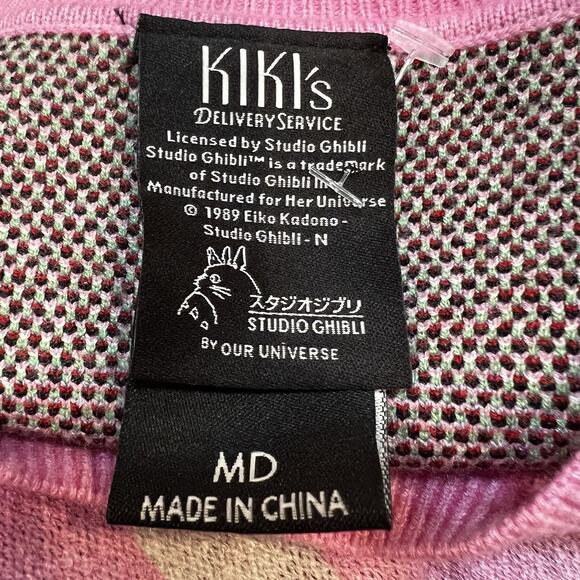 KIKI's
DELIVERY SERVICE
Licensed by Studio Ghibli
Studio Ghibli™ is a trademark
of Studio Ghibli Inc.
Manufactured for Her Universe
© 1989 Eiko Kadono -
Studio Ghibli - N
スタジオジブリ
STUDIO GHIBLI
BY OUR UNIVERSE
MD
MADE IN CHINA